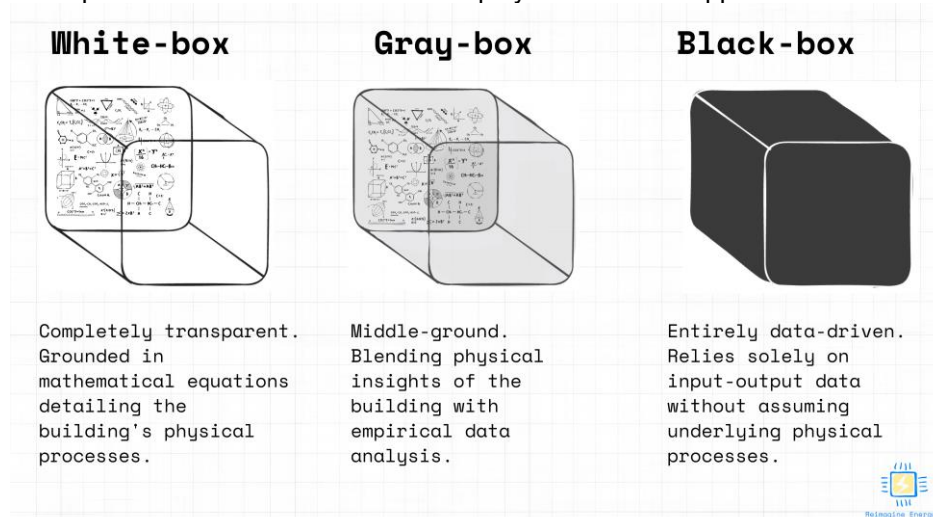 White-box
Gray-box
Black-box
Completely transparent.
Grounded in
mathematical equations
detailing the
building's physical
processes.
Middle-ground.
Blending physical
insights of the
building with
empirical data
analysis.
Entirely data-driven.
Relies solely on
input-output data
without assuming
underlying physical
processes.
Reimagine Energy